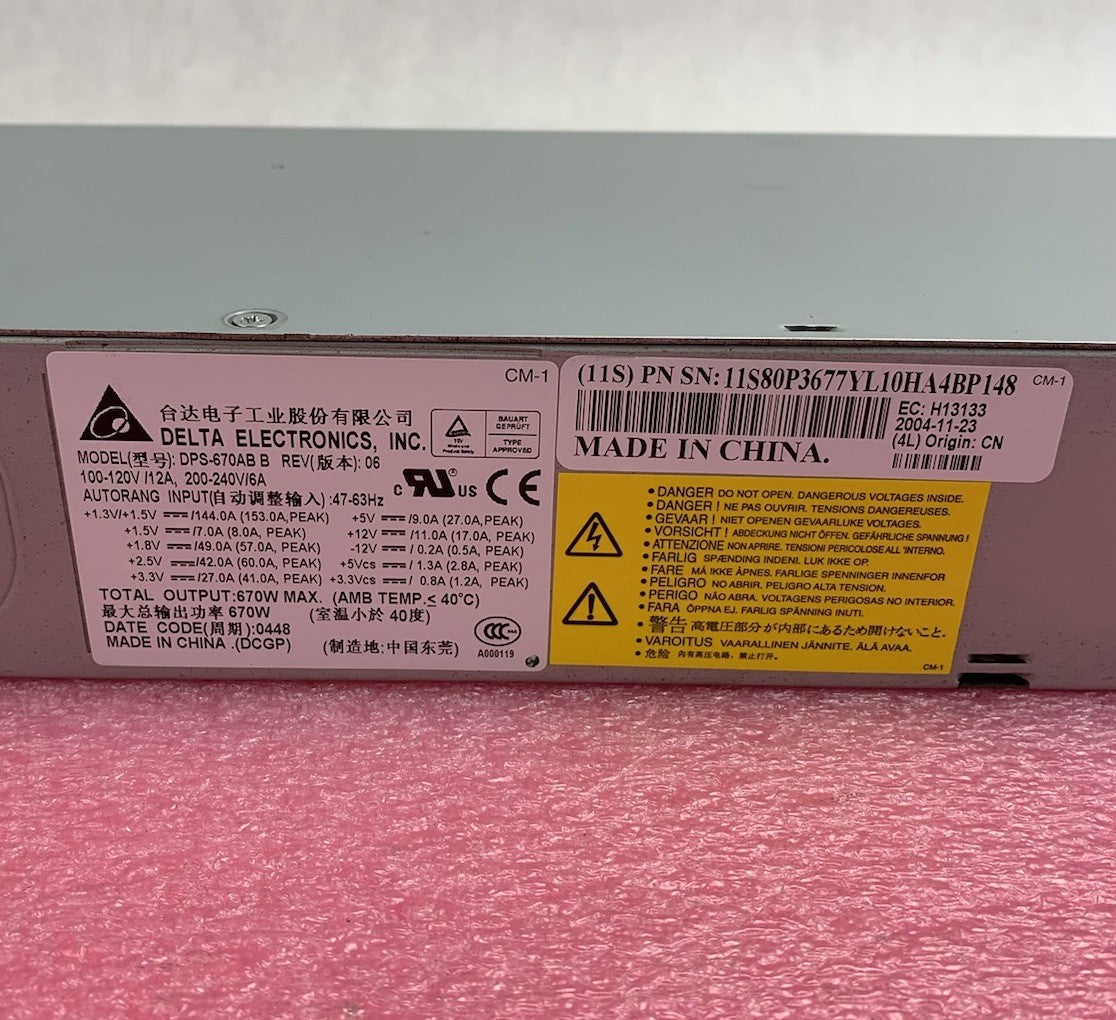 CM-1
台达电子工业股份有限公司
DELTA ELECTRONICS, INC.
BAUART
GEPRÜFT
TYPE
APPROVED
MODEL(型号): DPS-670AB B REV(版本): 06
100-120V /12A, 200-240V/6A
AUTORANG INPUT(自动调整输入) :47-63Hz
c RU ® US CE
+1.3V/+1.5V /144.0A (153.0A,PEAK)
+1.5V /7.0A (8.0A, PEAK)
+1.8V /49.0A (57.0A, PEAK)
+2.5V /42.0A (60.0A, PEAK)
+3.3V /27.0A (41.0A, PEAK)
+5V /9.0A (27.0A,PEAK)
+12V /11.0A (17.0A, PEAK)
-12V / 0.2A (0.5A, PEAK)
+5Vcs / 1.3A (2.8A, PEAK)
+3.3Vcs / 0.8A (1.2A, PEAK)
TOTAL OUTPUT:670W MAX. (AMB TEMP.≤ 40°C)
最大总输出功率 670W (室温小於 40度)
DATE CODE(周期):0448
MADE IN CHINA .(DCGP) (制造地:中国东莞)
CCC
A000119
(11S) PN SN: 11S80P3677YL10HA4BP148
CM-1
EC: H13133
2004-11-23
(4L) Origin: CN
MADE IN CHINA.
• DANGER DO NOT OPEN. DANGEROUS VOLTAGES INSIDE.
• DANGER ! NE PAS OUVRIR. TENSIONS DANGEREUSES.
• GEVAAR ! NIET OPENEN GEVAARLUKE VOLTAGES.
• VORSICHT ! ABDECKUNG NICHT ÖFFEN. GEFÄHRLICHE SPANNUNG !
• ATTENZIONE NON APRIRE. TENSIONI PERICOLOSE ALL 'INTERNO.
• FARLIG SPÆNDING INDENI. LUK IKKE OP.
• FARE MÅ IKKE ÅPNES. FARLIGE SPENNINGER INNENFOR
• PELIGRO NO ABRIR. PELIGRO ALTA TENSION.
• PERIGO NÃO ABRA. VOLTAGENS PERIGOSAS NO INTERIOR.
• FARA ÖPPNA EJ. FARLIG SPÄNNING INUTI.
• 警告 高電圧部分が内部にあるため開けないこと.
• VAROITUS VAARALLINEN JÄNNITE. ÄLÄ AVAA.
• 危险 内有高压电路, 禁止打开.
CM-1